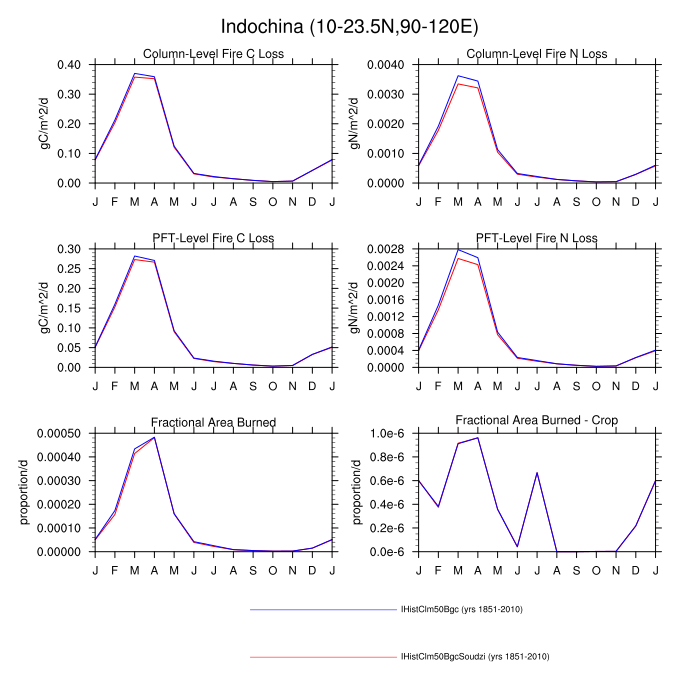 Indochina (10-23.5N,90-120E)
Column-Level Fire C Loss
gC/m^2/d
0.40
0.30
0.20
0.10
0.00
J F M A M J J A S O N D J
Column-Level Fire N Loss
gN/m^2/d
0.0040
0.0030
0.0020
0.0010
0.0000
J F M A M J J A S O N D J
PFT-Level Fire C Loss
gC/m^2/d
0.30
0.25
0.20
0.15
0.10
0.05
0.00
J F M A M J J A S O N D J
PFT-Level Fire N Loss
gN/m^2/d
0.0028
0.0024
0.0020
0.0016
0.0012
0.0008
0.0004
0.0000
J F M A M J J A S O N D J
Fractional Area Burned
proportion/d
0.00050
0.00040
0.00030
0.00020
0.00010
0.00000
J F M A M J J A S O N D J
Fractional Area Burned - Crop
proportion/d
1.0e-6
0.8e-6
0.6e-6
0.4e-6
0.2e-6
0.0e-6
J F M A M J J A S O N D J
IHistClm50Bgc (yrs 1851-2010)
IHistClm50BgcSoudzi (yrs 1851-2010)